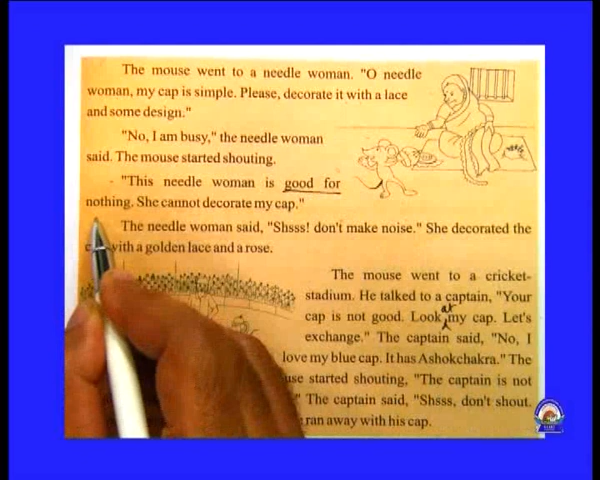 The mouse went to a needle woman. "O needle
woman, my cap is simple. Please, decorate it with a lace
and some design."
"No, I am busy," the needle woman
said. The mouse started shouting.
"This needle woman is good for
nothing. She cannot decorate my cap."
The needle woman said, "Shsss! don't make noise." She decorated the
with a golden lace and a rose.
The mouse went to a cricket-
stadium. He talked to a captain, "Your
cap is not good. Look at my cap. Let's
exchange." The captain said, "No, I
love my blue cap. It has Ashokchakra." The
started shouting, "The captain is not
" The captain said, "Shsss, don't shout.
ran away with his cap.